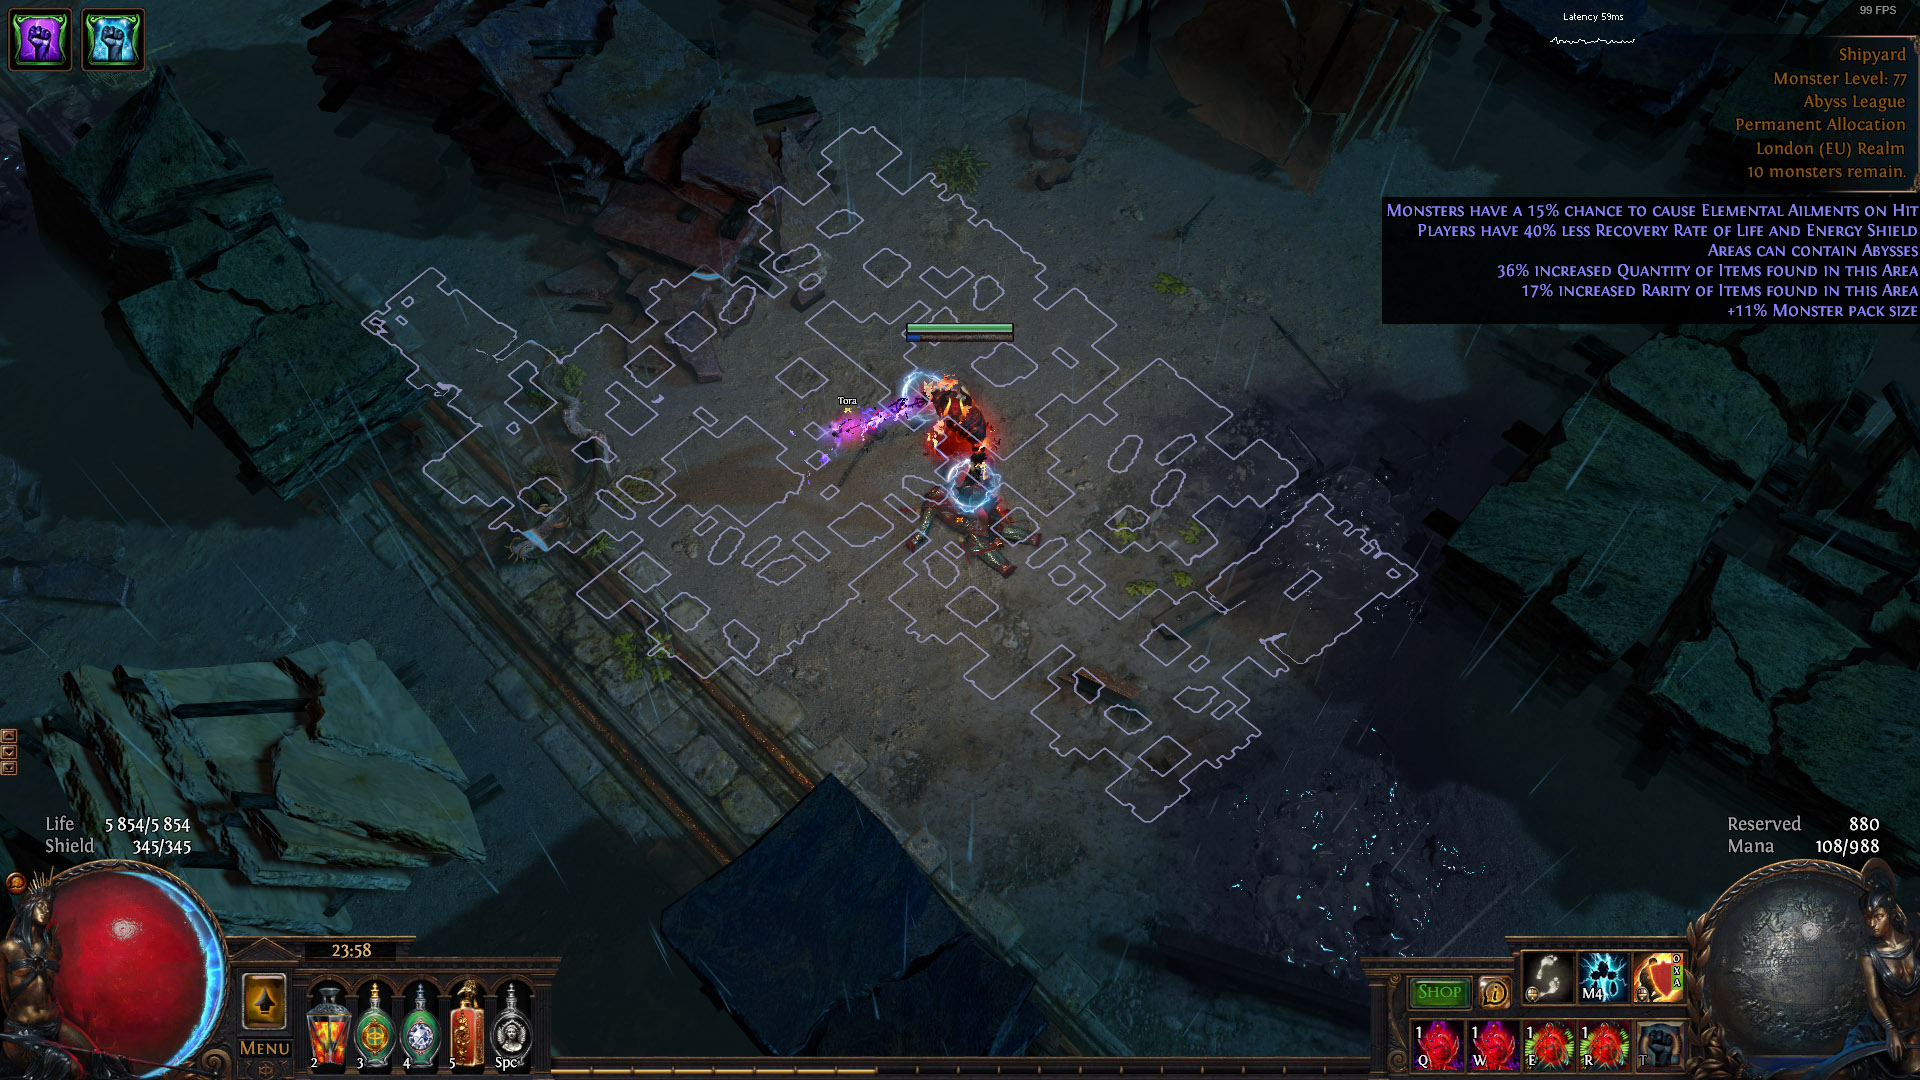 Latency 59ms
99 FPS
Shipyard
Monster Level: 77
Abyss League
Permanent Allocation
London (EU) Realm
10 monsters remain.
Monsters have a 15% chance to cause Elemental Ailments on Hit
Players have 40% less Recovery Rate of Life and Energy Shield
Areas can contain Abysses
36% increased Quantity of Items found in this Area
17% increased Rarity of Items found in this Area
+11% Monster pack size
Tora
Life 5 854/5 854
Shield 345/345
Reserved 880
Mana 108/988
23:58
Menu
2 3 4 5 Spc
Shop
M4
O
X
A
1 1 1 1
Q W E R T